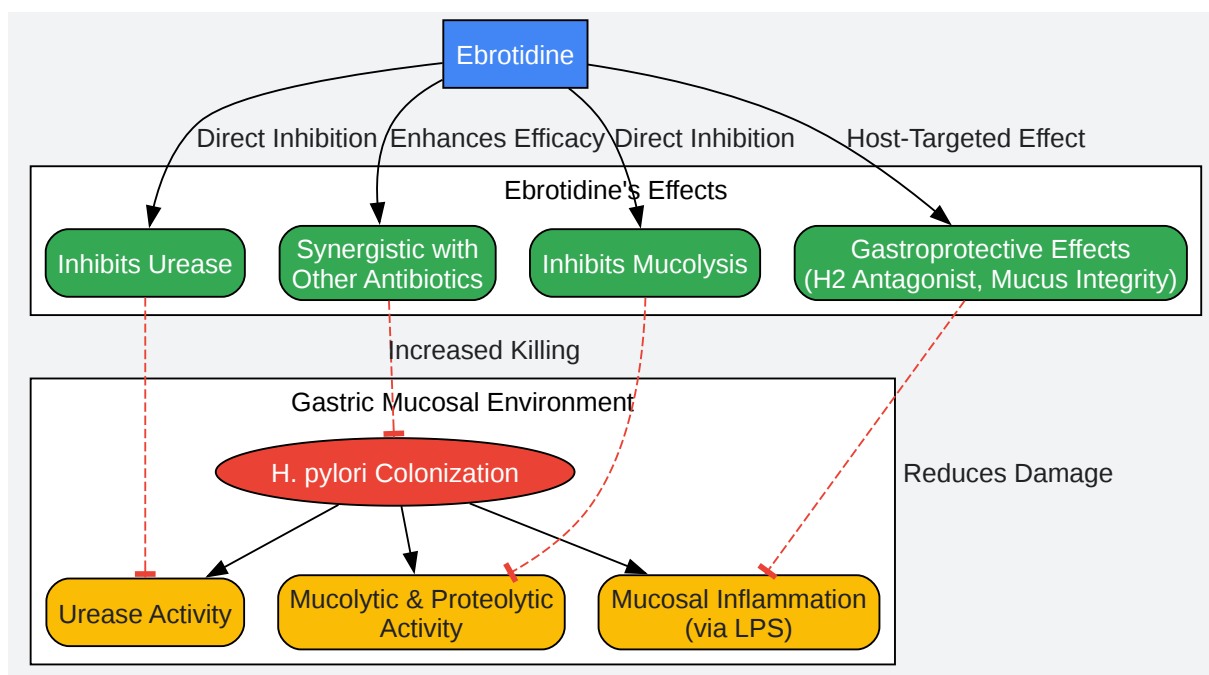 Ebrotidine
Direct Inhibition
Enhances Efficacy
Direct Inhibition
Host-Targeted Effect
Ebrotidine's Effects
Inhibits Urease
Synergistic with
Other Antibiotics
Inhibits Mucolysis
Gastroprotective Effects
(H2 Antagonist, Mucus Integrity)
Increased Killing
Gastric Mucosal Environment
H. pylori Colonization
Reduces Damage
Urease Activity
Mucolytic & Proteolytic
Activity
Mucosal Inflammation
(via LPS)